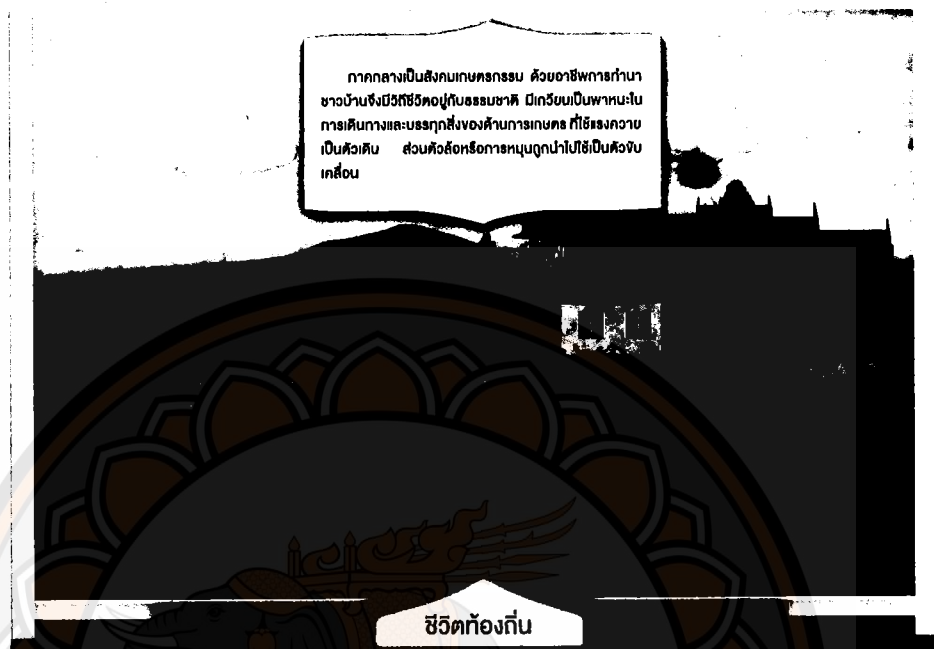 ภาคกลางเป็นสังคมเกษตรกรรม ด้วยอาชีพการทำนา
ชาวบ้านจึงมีวิถีชีวิตอยู่กับธรรมชาติ มีเกวียนเป็นพาหนะใน
การเดินทางและบรรทุกสิ่งของด้านการเกษตร ที่ใช้แรงควาย
เป็นตัวเดิน ส่วนตัวล้อหรือการหมุนถูกนำไปใช้เป็นตัวขับ
เคลื่อน
ชีวิตท้องถิ่น